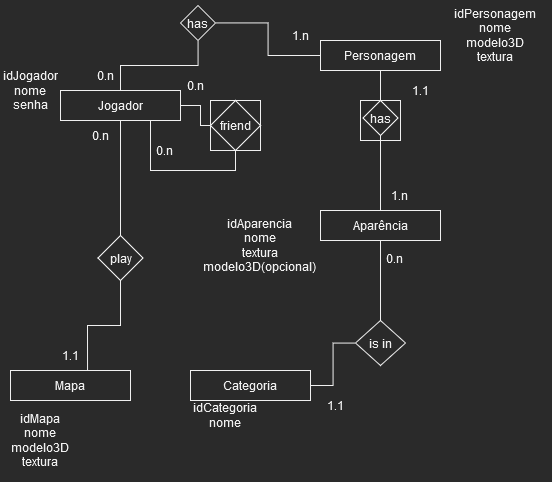 has
idPersonagem
nome
modelo3D
textura
1.n
Personagem
idJogador
nome
senha
0.n
0.n
1.1
Jogador
has
friend
0.n
0.n
1.n
idAparencia
nome
textura
modelo3D(opcional)
Aparência
play
0.n
is in
1.1
Mapa
Categoria
1.1
idCategoria
nome
idMapa
nome
modelo3D
textura